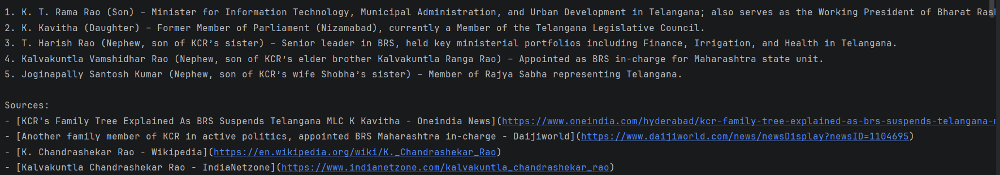 1. K. T. Rama Rao (Son) – Minister for Information Technology, Municipal Administration, and Urban Development in Telangana; also serves as the Working President of Bharat
2. K. Kavitha (Daughter) – Former Member of Parliament (Nizamabad), currently a Member of the Telangana Legislative Council.
3. T. Harish Rao (Nephew, son of KCR’s sister) – Senior leader in BRS, held key ministerial portfolios including Finance, Irrigation, and Health in Telangana.
4. Kalvakuntla Vamshidhar Rao (Nephew, son of KCR’s elder brother Kalvakuntla Ranga Rao) – Appointed as BRS in-charge for Maharashtra state unit.
5. Joginapally Santosh Kumar (Nephew, son of KCR’s wife Shobha’s sister) – Member of Rajya Sabha representing Telangana.
Sources:
- [KCR's Family Tree Explained As BRS Suspends Telangana MLC K Kavitha - Oneindia News](https://www.oneindia.com/hyderabad/kcr-family-tree-explained-as-brs-suspends-telangana-
- [Another family member of KCR in active politics, appointed BRS Maharashtra in-charge - Daijiworld](https://www.daijiworld.com/news/newsDisplay?newsID=1104695)
- [K. Chandrashekar Rao - Wikipedia](https://en.wikipedia.org/wiki/K._Chandrashekar_Rao)
- [Kalvakuntla Chandrashekar Rao - IndiaNetzone](https://www.indianetzone.com/kalvakuntla_chandrashekar_rao)